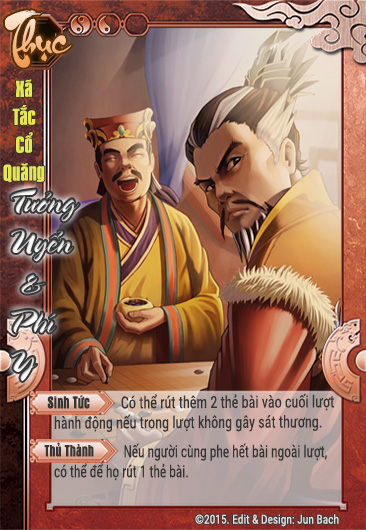 Thục
Xã
Tắc
Cổ
Quăng
Tưởng
Uyển
&
Phí
Y
Sinh Tức Có thể rút thêm 2 thẻ bài vào cuối lượt
hành động nếu trong lượt không gây sát thương.
Thủ Thành Nếu người cùng phe hết bài ngoài lượt,
có thể để họ rút 1 thẻ bài.
©2015. Edit & Design: Jun Bach